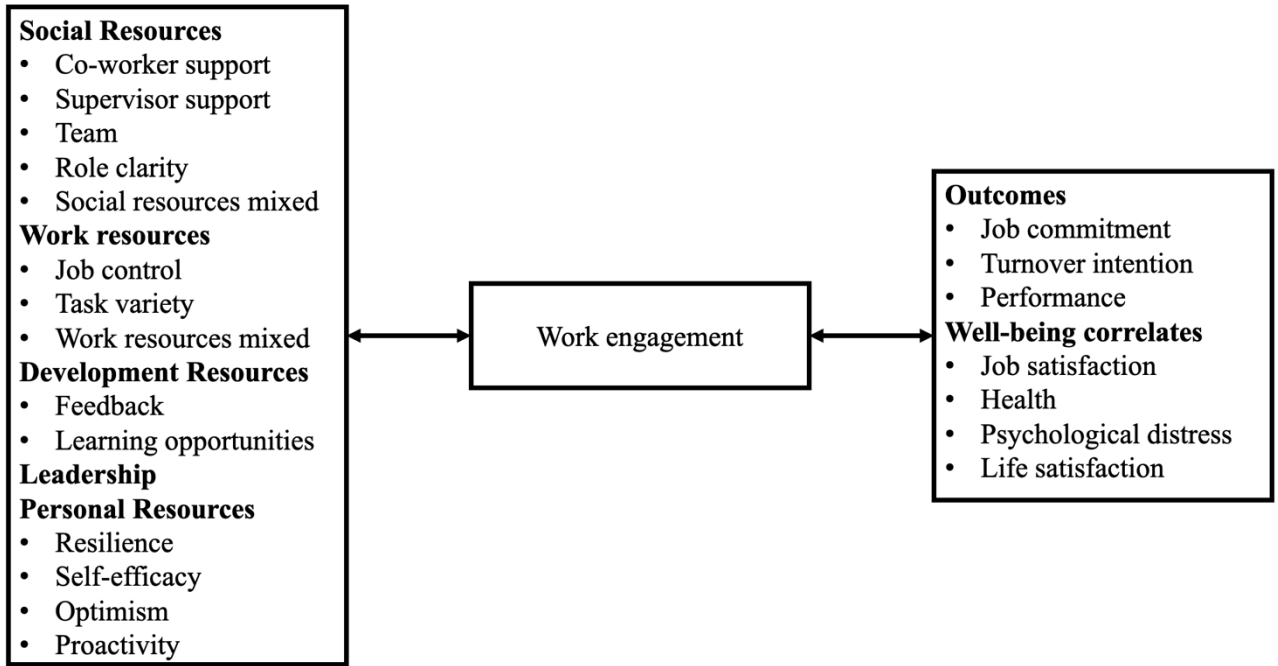 Social Resources
• Co-worker support
• Supervisor support
• Team
• Role clarity
• Social resources mixed
Work resources
• Job control
• Task variety
• Work resources mixed
Development Resources
• Feedback
• Learning opportunities
Leadership
Personal Resources
• Resilience
• Self-efficacy
• Optimism
• Proactivity
Work engagement
Outcomes
• Job commitment
• Turnover intention
• Performance
Well-being correlates
• Job satisfaction
• Health
• Psychological distress
• Life satisfaction